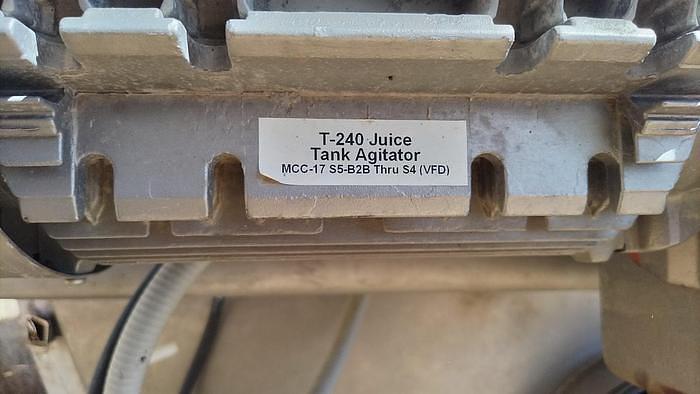 T-240 Juice
Tank Agitator
MCC-17 S5-B2B Thru S4 (VFD)